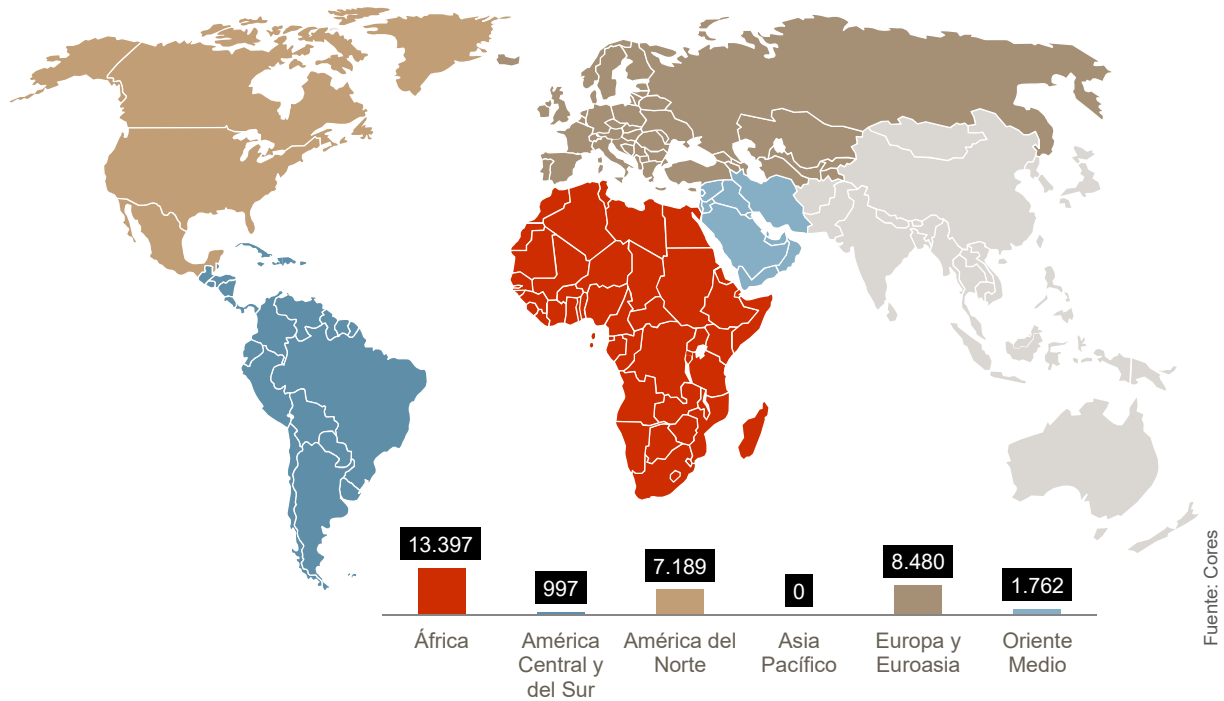 13.397
997
7.189
0
8.480
1.762
África
América
Central y
del Sur
América del
Norte
Asia
Pacífico
Europa y
Euroasia
Oriente
Medio
Fuente: Cores